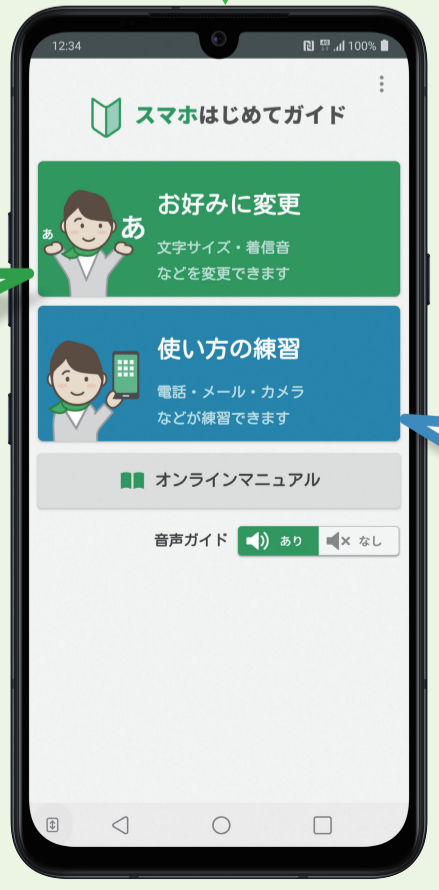 12:34
4G
100%
スマホはじめてガイド
お好みに変更
あ
あ
文字サイズ・着信音
などを変更できます
使い方の練習
電話・メール・カメラ
などが練習できます
オンラインマニュアル
音声ガイド あり なし